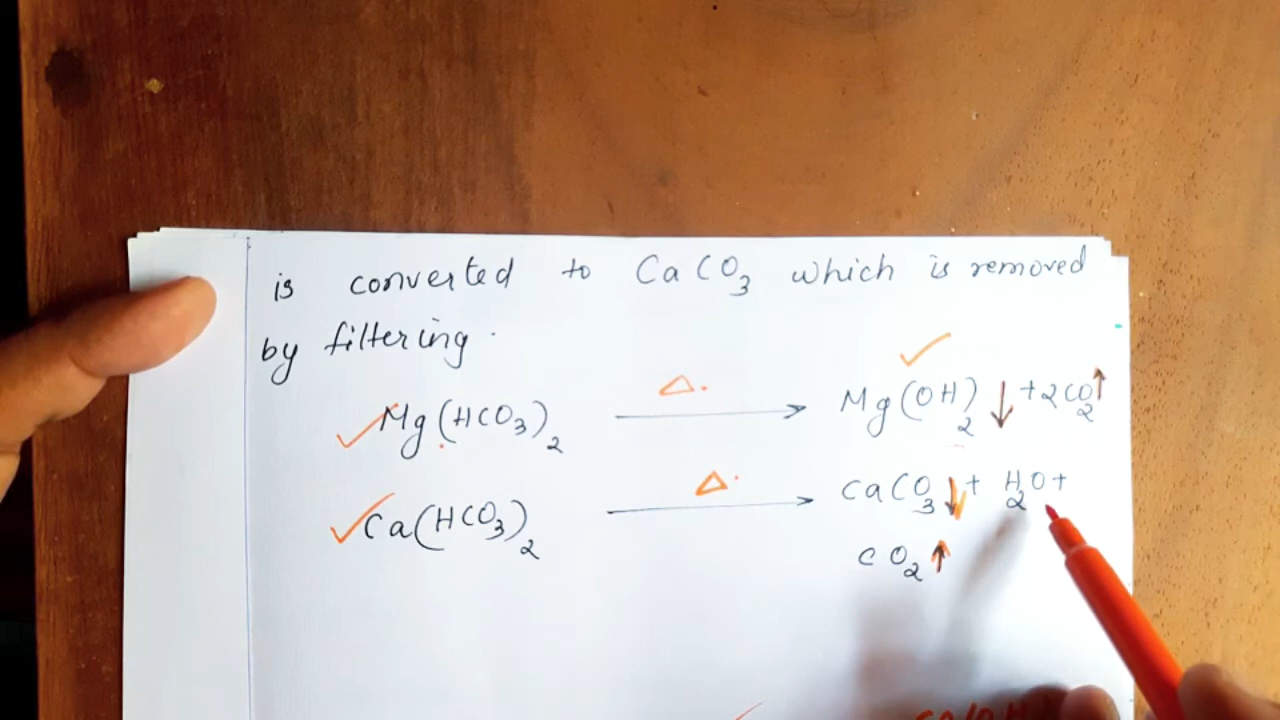 is converted to CaCO3 which is removed
by filtering.
Mg(HCO3)2 Δ. → Mg(OH)2 ↓ + 2CO2 ↑
Ca(HCO3)2 Δ. → CaCO3 ↓ + H2O +
CO2 ↑